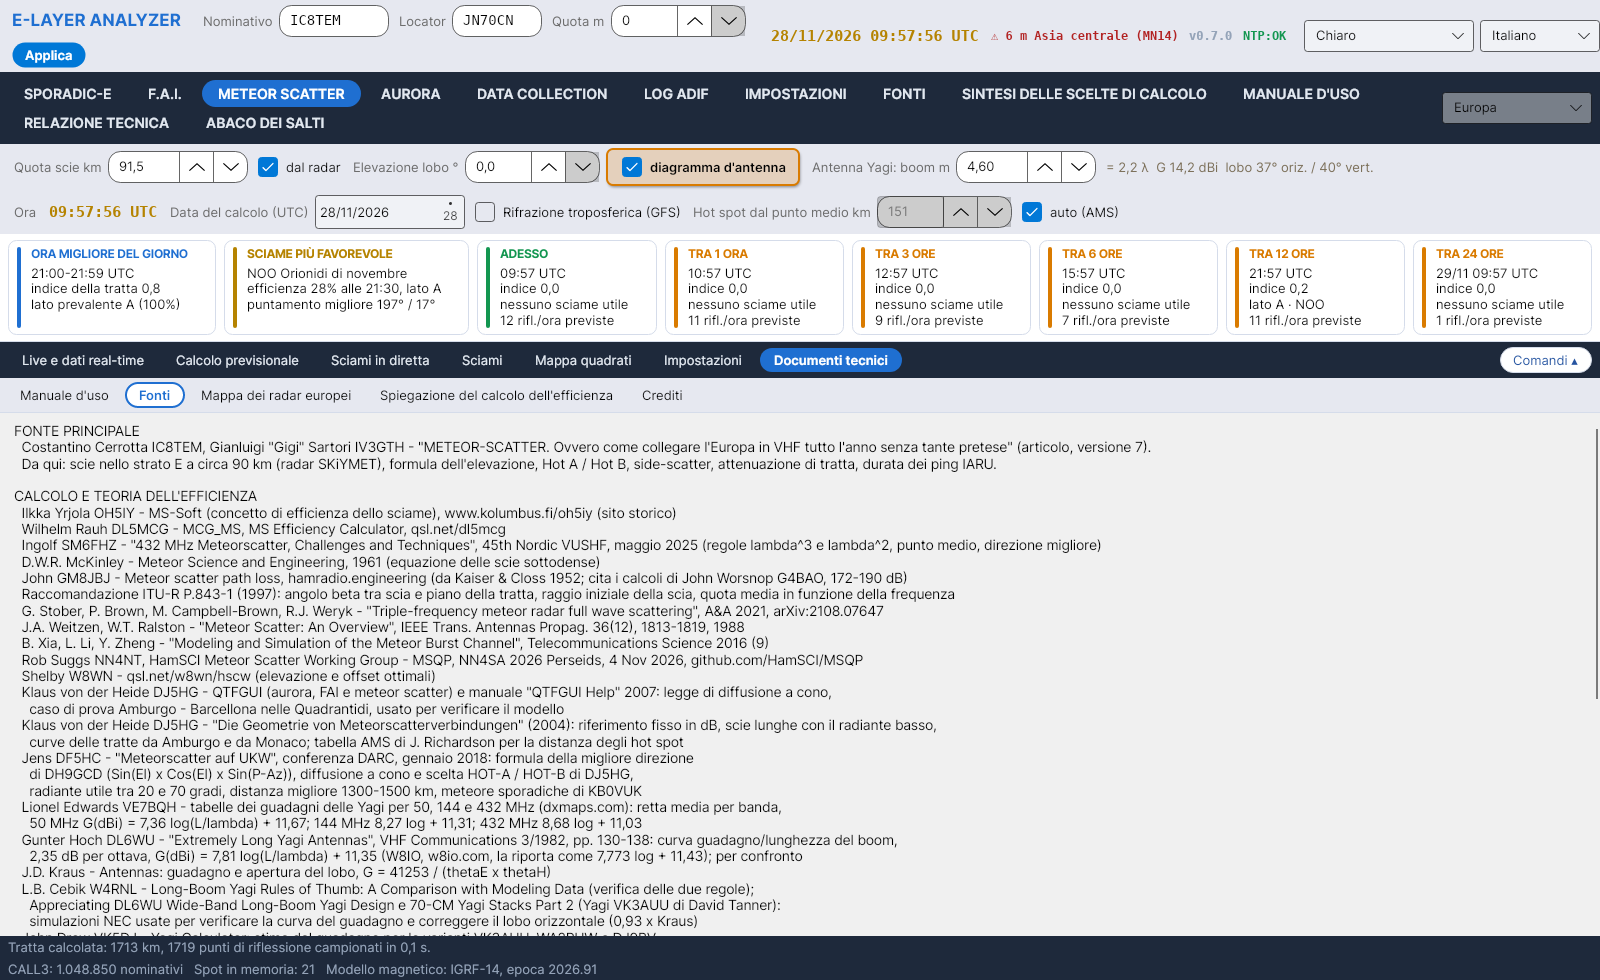 E-LAYER ANALYZER Nominativo IC8TEM Locator JN70CN Quota m 0
28/11/2026 09:57:56 UTC ⚠ 6 m Asia centrale (MN14) v0.7.0 NTP:OK Chiaro Italiano
Applica
SPORADIC-E F.A.I. METEOR SCATTER AURORA DATA COLLECTION LOG ADIF IMPOSTAZIONI FONTI SINTESI DELLE SCELTE DI CALCOLO MANUALE D'USO
RELAZIONE TECNICA ABACO DEI SALTI
Europa
Quota scie km 91,5 dal radar Elevazione lobo ° 0,0 diagramma d'antenna Antenna Yagi: boom m 4,60 = 2,2 λ G 14,2 dBi lobo 37° oriz. / 40° vert.
Ora 09:57:56 UTC Data del calcolo (UTC) 28/11/2026 28 Rifrazione troposferica (GFS) Hot spot dal punto medio km 151 auto (AMS)
ORA MIGLIORE DEL GIORNO
21:00-21:59 UTC
indice della tratta 0,8
lato prevalente A (100%)
SCIAME PIÙ FAVOREVOLE
NOO Orionidi di novembre
efficienza 28% alle 21:30, lato A
puntamento migliore 197° / 17°
ADESSO
09:57 UTC
indice 0,0
nessuno sciame utile
12 rifl./ora previste
TRA 1 ORA
10:57 UTC
indice 0,0
nessuno sciame utile
11 rifl./ora previste
TRA 3 ORE
12:57 UTC
indice 0,0
nessuno sciame utile
9 rifl./ora previste
TRA 6 ORE
15:57 UTC
indice 0,0
nessuno sciame utile
7 rifl./ora previste
TRA 12 ORE
21:57 UTC
indice 0,2
lato A · NOO
11 rifl./ora previste
TRA 24 ORE
29/11 09:57 UTC
indice 0,0
nessuno sciame utile
1 rifl./ora previste
Live e dati real-time Calcolo previsionale Sciami in diretta Sciami Mappa quadrati Impostazioni Documenti tecnici Comandi ▴
Manuale d'uso Fonti Mappa dei radar europei Spiegazione del calcolo dell'efficienza Crediti
FONTE PRINCIPALE
Costantino Cerrotta IC8TEM, Gianluigi "Gigi" Sartori IV3GTH - "METEOR-SCATTER. Ovvero come collegare l'Europa in VHF tutto l'anno senza tante pretese" (articolo, versione 7).
Da qui: scie nello strato E a circa 90 km (radar SKiYMET), formula dell'elevazione, Hot A / Hot B, side-scatter, attenuazione di tratta, durata dei ping IARU.
CALCOLO E TEORIA DELL'EFFICIENZA
Ilkka Yrjola OH5IY - MS-Soft (concetto di efficienza dello sciame), www.kolumbus.fi/oh5iy (sito storico)
Wilhelm Rauh DL5MCG - MCG_MS, MS Efficiency Calculator, qsl.net/dl5mcg
Ingolf SM6FHZ - "432 MHz Meteorscatter, Challenges and Techniques", 45th Nordic VUSHF, maggio 2025 (regole lambda^3 e lambda^2, punto medio, direzione migliore)
D.W.R. McKinley - Meteor Science and Engineering, 1961 (equazione delle scie sottodense)
John GM8JBJ - Meteor scatter path loss, hamradio.engineering (da Kaiser & Closs 1952; cita i calcoli di John Worsnop G4BAO, 172-190 dB)
Raccomandazione ITU-R P.843-1 (1997): angolo beta tra scia e piano della tratta, raggio iniziale della scia, quota media in funzione della frequenza
G. Stober, P. Brown, M. Campbell-Brown, R.J. Weryk - "Triple-frequency meteor radar full wave scattering", A&A 2021, arXiv:2108.07647
J.A. Weitzen, W.T. Ralston - "Meteor Scatter: An Overview", IEEE Trans. Antennas Propag. 36(12), 1813-1819, 1988
B. Xia, L. Li, Y. Zheng - "Modeling and Simulation of the Meteor Burst Channel", Telecommunications Science 2016 (9)
Rob Suggs NN4NT, HamSCI Meteor Scatter Working Group - MSQP, NN4SA 2026 Perseids, 4 Nov 2026, github.com/HamSCI/MSQP
Shelby W8WN - qsl.net/w8wn/hscw (elevazione e offset ottimali)
Klaus von der Heide DJ5HG - QTFGUI (aurora, FAI e meteor scatter) e manuale "QTFGUI Help" 2007: legge di diffusione a cono,
caso di prova Amburgo - Barcellona nelle Quadrantidi, usato per verificare il modello
Klaus von der Heide DJ5HG - "Die Geometrie von Meteorscatterverbindungen" (2004): riferimento fisso in dB, scie lunghe con il radiante basso,
curve delle tratte da Amburgo e da Monaco; tabella AMS di J. Richardson per la distanza degli hot spot
Jens DF5HC - "Meteorscatter auf UKW", conferenza DARC, gennaio 2018: formula della migliore direzione
di DH9GCD (Sin(El) x Cos(El) x Sin(P-Az)), diffusione a cono e scelta HOT-A / HOT-B di DJ5HG,
radiante utile tra 20 e 70 gradi, distanza migliore 1300-1500 km, meteore sporadiche di KB0VUK
Lionel Edwards VE7BQH - tabelle dei guadagni delle Yagi per 50, 144 e 432 MHz (dxmaps.com): retta media per banda,
50 MHz G(dBi) = 7,36 log(L/lambda) + 11,67; 144 MHz 8,27 log + 11,31; 432 MHz 8,68 log + 11,03
Gunter Hoch DL6WU - "Extremely Long Yagi Antennas", VHF Communications 3/1982, pp. 130-138: curva guadagno/lunghezza del boom,
2,35 dB per ottava, G(dBi) = 7,81 log(L/lambda) + 11,35 (W8IO, w8io.com, la riporta come 7,773 log + 11,43); per confronto
J.D. Kraus - Antennas: guadagno e apertura del lobo, G = 41253 / (thetaE x thetaH)
L.B. Cebik W4RNL - Long-Boom Yagi Rules of Thumb: A Comparison with Modeling Data (verifica delle due regole);
Appreciating DL6WU Wide-Band Long-Boom Yagi Design e 70-CM Yagi Stacks Part 2 (Yagi VK3AUU di David Tanner):
simulazioni NEC usate per verificare la curva del guadagno e correggere il lobo orizzontale (0,93 x Kraus)
Tratta calcolata: 1713 km, 1719 punti di riflessione campionati in 0,1 s.
CALL3: 1.048.850 nominativi Spot in memoria: 21 Modello magnetico: IGRF-14, epoca 2026.91